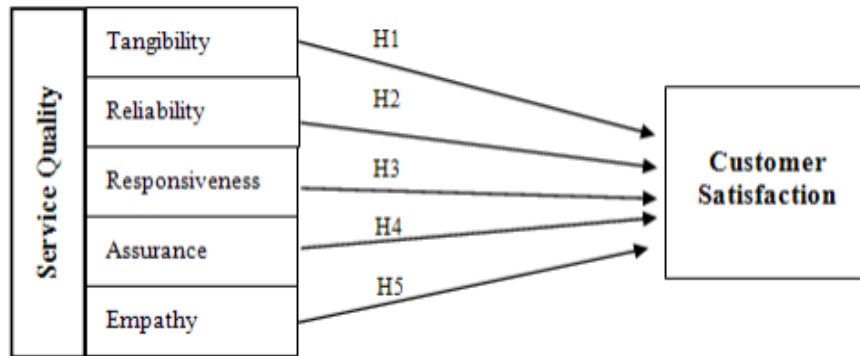 Service Quality
Tangibility
Reliability
Responsiveness
Assurance
Empathy
H1
H2
H3
H4
H5
Customer
Satisfaction